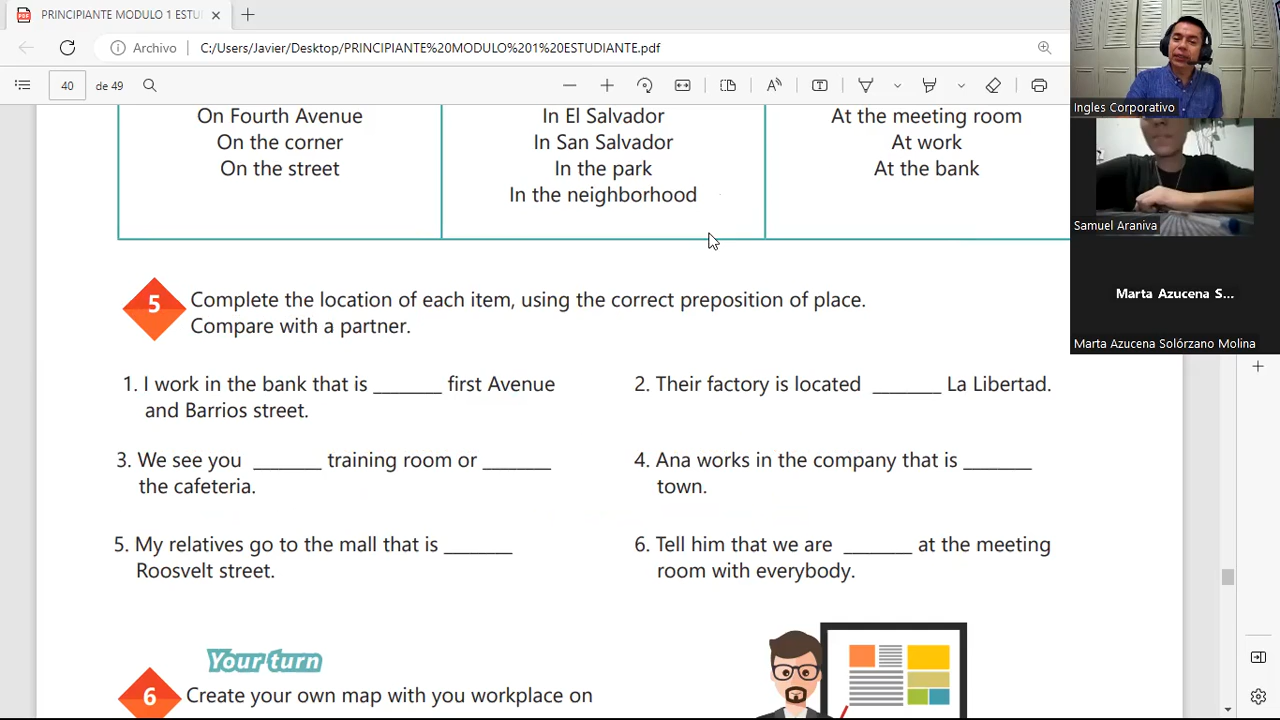 PRINCIPIANTE MODULO 1 ESTU
Archivo
C:/Users/Javier/Desktop/PRINCIPIANTE%20MODULO%201%20ESTUDIANTE.pdf
40
de 49
On Fourth Avenue
On the corner
On the street
In El Salvador
In San Salvador
In the park
In the neighborhood
At the meeting room
At work
At the bank
5
Complete the location of each item, using the correct preposition of place.
Compare with a partner.
1. I work in the bank that is _______ first Avenue
and Barrios street.
2. Their factory is located _______ La Libertad.
3. We see you _______ training room or _______
the cafeteria.
4. Ana works in the company that is _______
town.
5. My relatives go to the mall that is _______
Roosvelt street.
6. Tell him that we are _______ at the meeting
room with everybody.
Your turn
6
Create your own map with you workplace on
Ingles Corporativo
Samuel Araniva
Marta Azucena S...
Marta Azucena Solórzano Molina